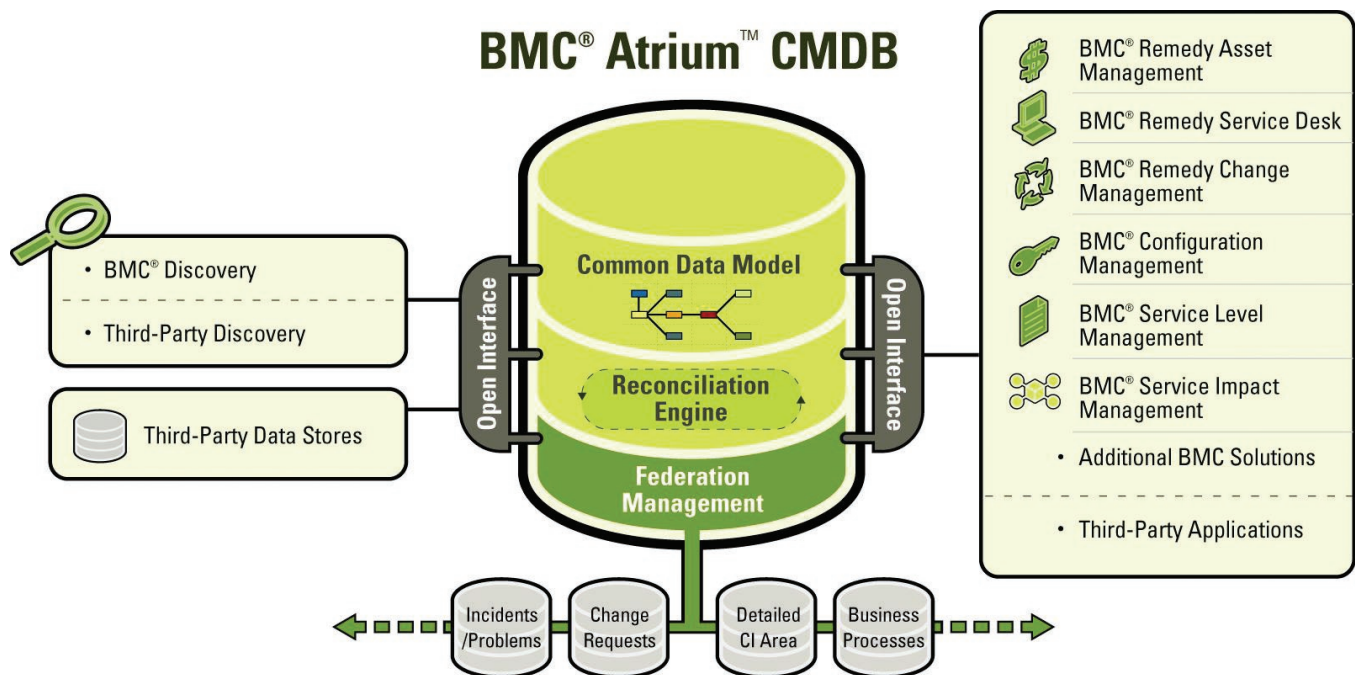 BMC® Atrium™ CMDB
• BMC® Discovery
• Third-Party Discovery
Third-Party Data Stores
Open Interface
Common Data Model
Reconciliation
Engine
Federation
Management
Open Interface
BMC® Remedy Asset
Management
BMC® Remedy Service Desk
BMC® Remedy Change
Management
BMC® Configuration
Management
BMC® Service Level
Management
BMC® Service Impact
Management
• Additional BMC Solutions
• Third-Party Applications
Incidents
/Problems
Change
Requests
Detailed
CI Area
Business
Processes